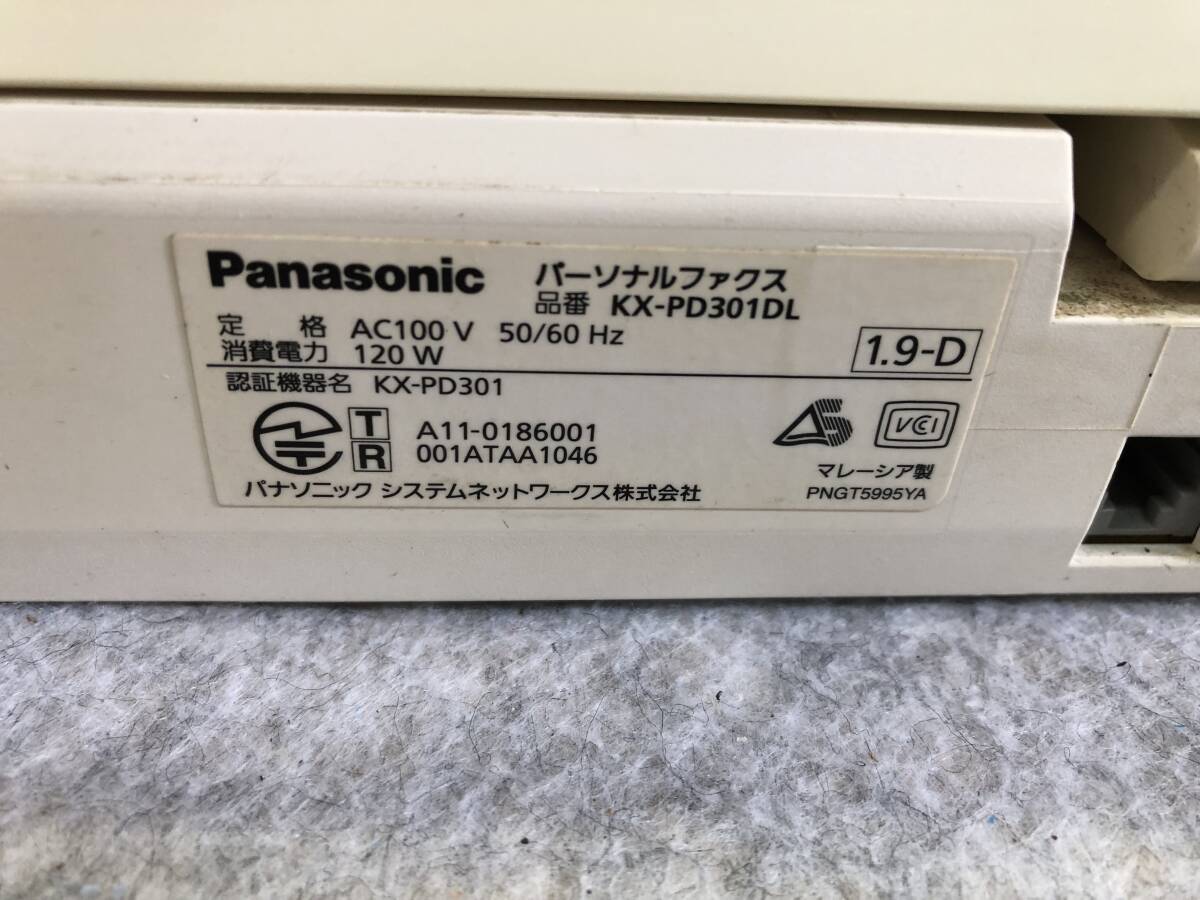 Panasonic パーソナルファクス
品番 KX-PD301DL
定 格 AC100 V 50/60 Hz
消費電力 120 W
1.9-D
認証機器名 KX-PD301
T A11-0186001
R 001ATAA1046
VCCI
マレーシア製
パナソニック システムネットワークス株式会社
PNGT5995YA